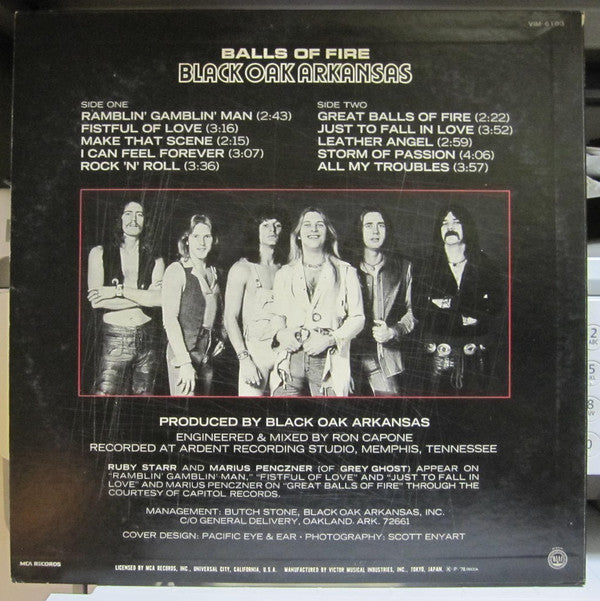 VIM-6193
BALLS OF FIRE
BLACK OAK ARKANSAS
SIDE ONE
RAMBLIN' GAMBLIN' MAN (2:43)
FISTFUL OF LOVE (3:16)
MAKE THAT SCENE (2:15)
I CAN FEEL FOREVER (3:07)
ROCK 'N' ROLL (3:36)
SIDE TWO
GREAT BALLS OF FIRE (2:22)
JUST TO FALL IN LOVE (3:52)
LEATHER ANGEL (2:59)
STORM OF PASSION (4:06)
ALL MY TROUBLES (3:57)
PRODUCED BY BLACK OAK ARKANSAS
ENGINEERED & MIXED BY RON CAPONE
RECORDED AT ARDENT RECORDING STUDIO, MEMPHIS, TENNESSEE
RUBY STARR AND MARIUS PENCZNER (OF GREY GHOST) APPEAR ON
"RAMBLIN' GAMBLIN' MAN," "FISTFUL OF LOVE" AND "JUST TO FALL IN
LOVE" AND MARIUS PENCZNER ON "GREAT BALLS OF FIRE" THROUGH THE
COURTESY OF CAPITOL RECORDS.
MANAGEMENT: BUTCH STONE, BLACK OAK ARKANSAS, INC.
C/O GENERAL DELIVERY, OAKLAND. ARK. 72661
COVER DESIGN: PACIFIC EYE & EAR • PHOTOGRAPHY: SCOTT ENYART
MCA RECORDS
LICENSED BY MCA RECORDS, INC., UNIVERSAL CITY, CALIFORNIA, U.S.A. MANUFACTURED BY VICTOR MUSICAL INDUSTRIES, INC., TOKYO, JAPAN.
2
ABC
5
8
0